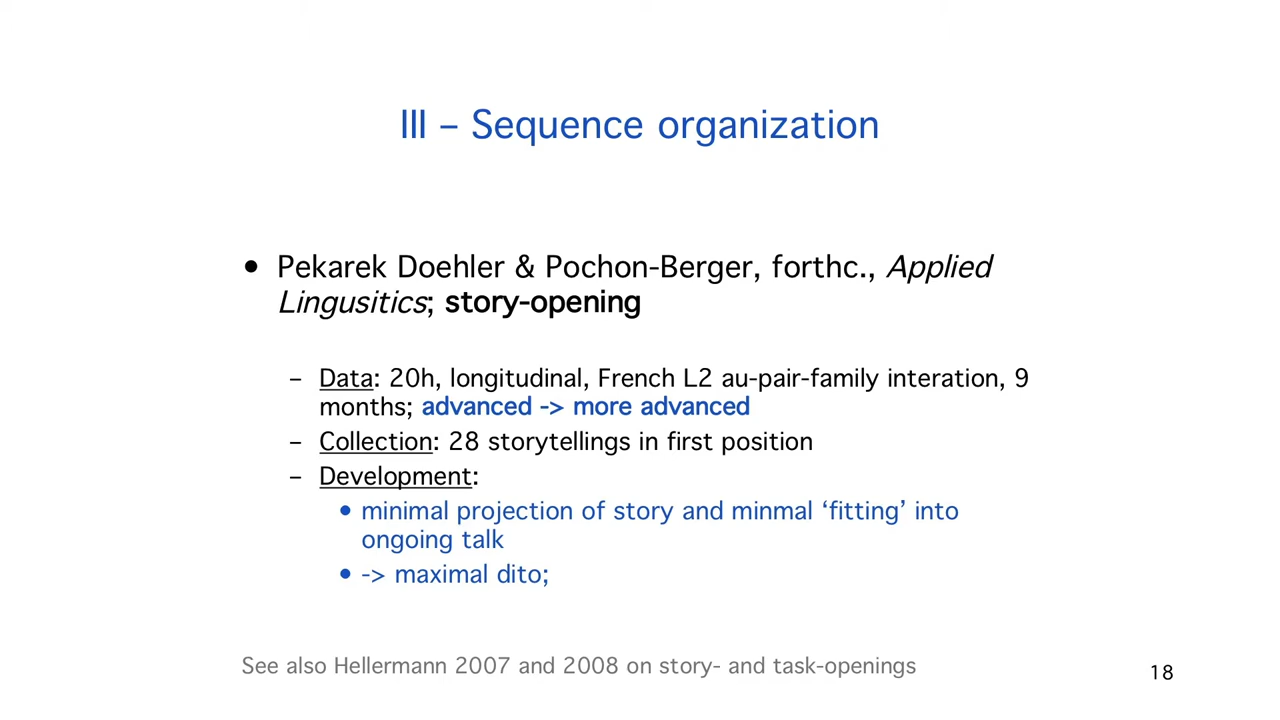 III – Sequence organization
• Pekarek Doehler & Pochon-Berger, forthc., Applied
Lingusitics; story-opening
– Data: 20h, longitudinal, French L2 au-pair-family interation, 9
months; advanced -> more advanced
– Collection: 28 storytellings in first position
– Development:
• minimal projection of story and minmal ‘fitting’ into
ongoing talk
• -> maximal dito;
See also Hellermann 2007 and 2008 on story- and task-openings
18